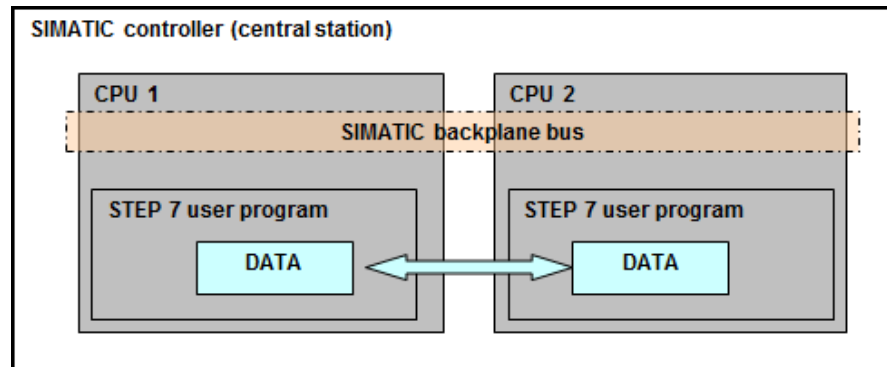 SIMATIC controller (central station)
CPU 1
CPU 2
SIMATIC backplane bus
STEP 7 user program
STEP 7 user program
DATA
DATA